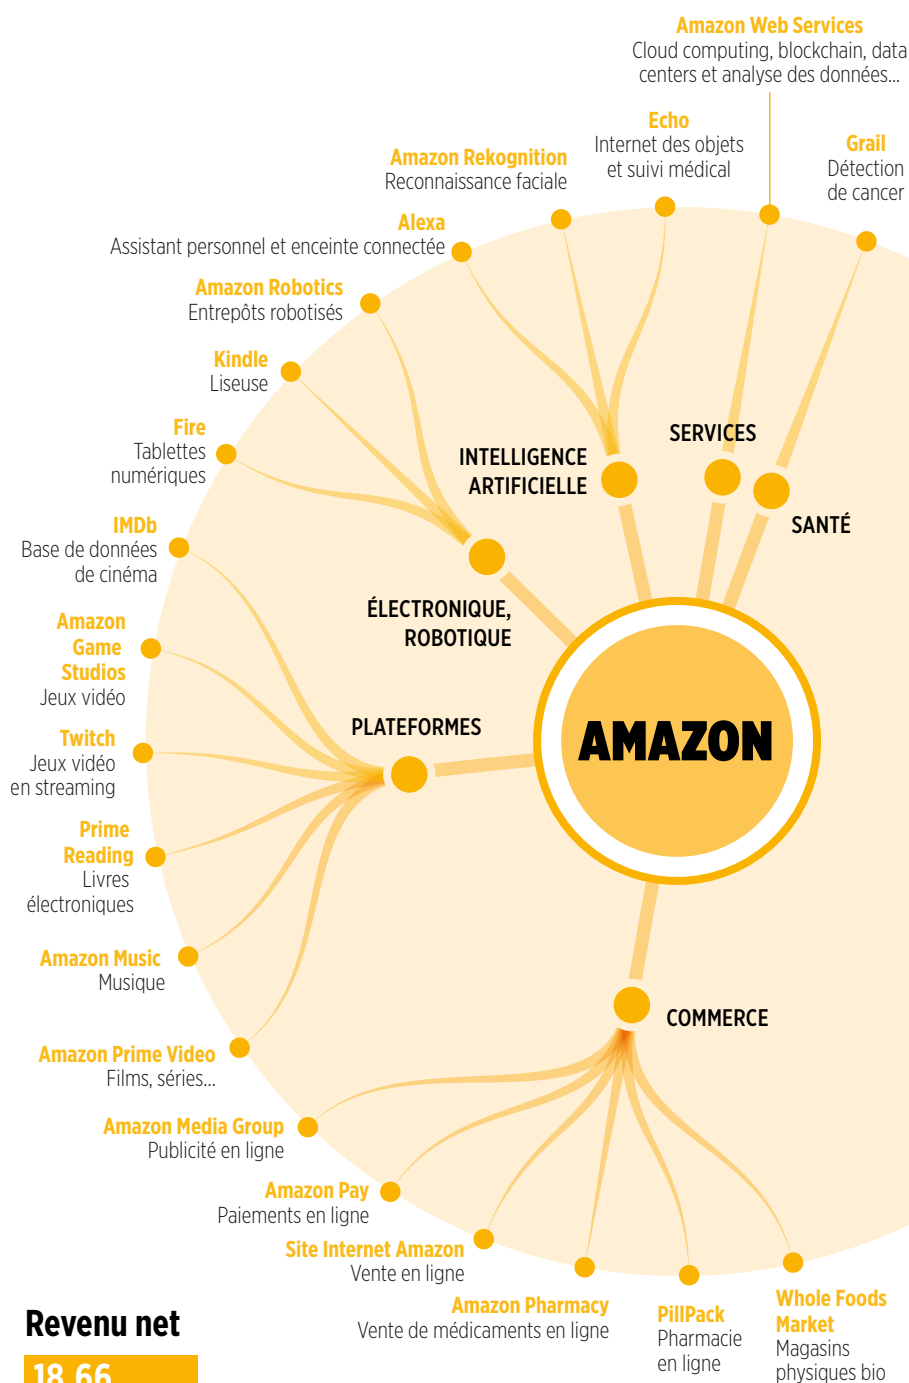 Amazon Web Services
Cloud computing, blockchain, data
centers et analyse des données...
Echo
Internet des objets
et suivi médical
Grail
Détection
de cancer
Amazon Rekognition
Reconnaissance faciale
Alexa
Assistant personnel et enceinte connectée
Amazon Robotics
Entrepôts robotisés
Kindle
Liseuse
Fire
Tablettes
numériques
SERVICES
INTELLIGENCE
ARTIFICIELLE
SANTÉ
IMDb
Base de données
de cinéma
ÉLECTRONIQUE,
ROBOTIQUE
Amazon
Game
Studios
Jeux vidéo
PLATEFORMES
AMAZON
Twitch
Jeux vidéo
en streaming
Prime
Reading
Livres
électroniques
Amazon Music
Musique
COMMERCE
Amazon Prime Video
Films, séries...
Amazon Media Group
Publicité en ligne
Amazon Pay
Paiements en ligne
Site Internet Amazon
Vente en ligne
Amazon Pharmacy
Vente de médicaments en ligne
PillPack
Pharmacie
en ligne
Whole Foods
Market
Magasins
physiques bio
Revenu net
18,66